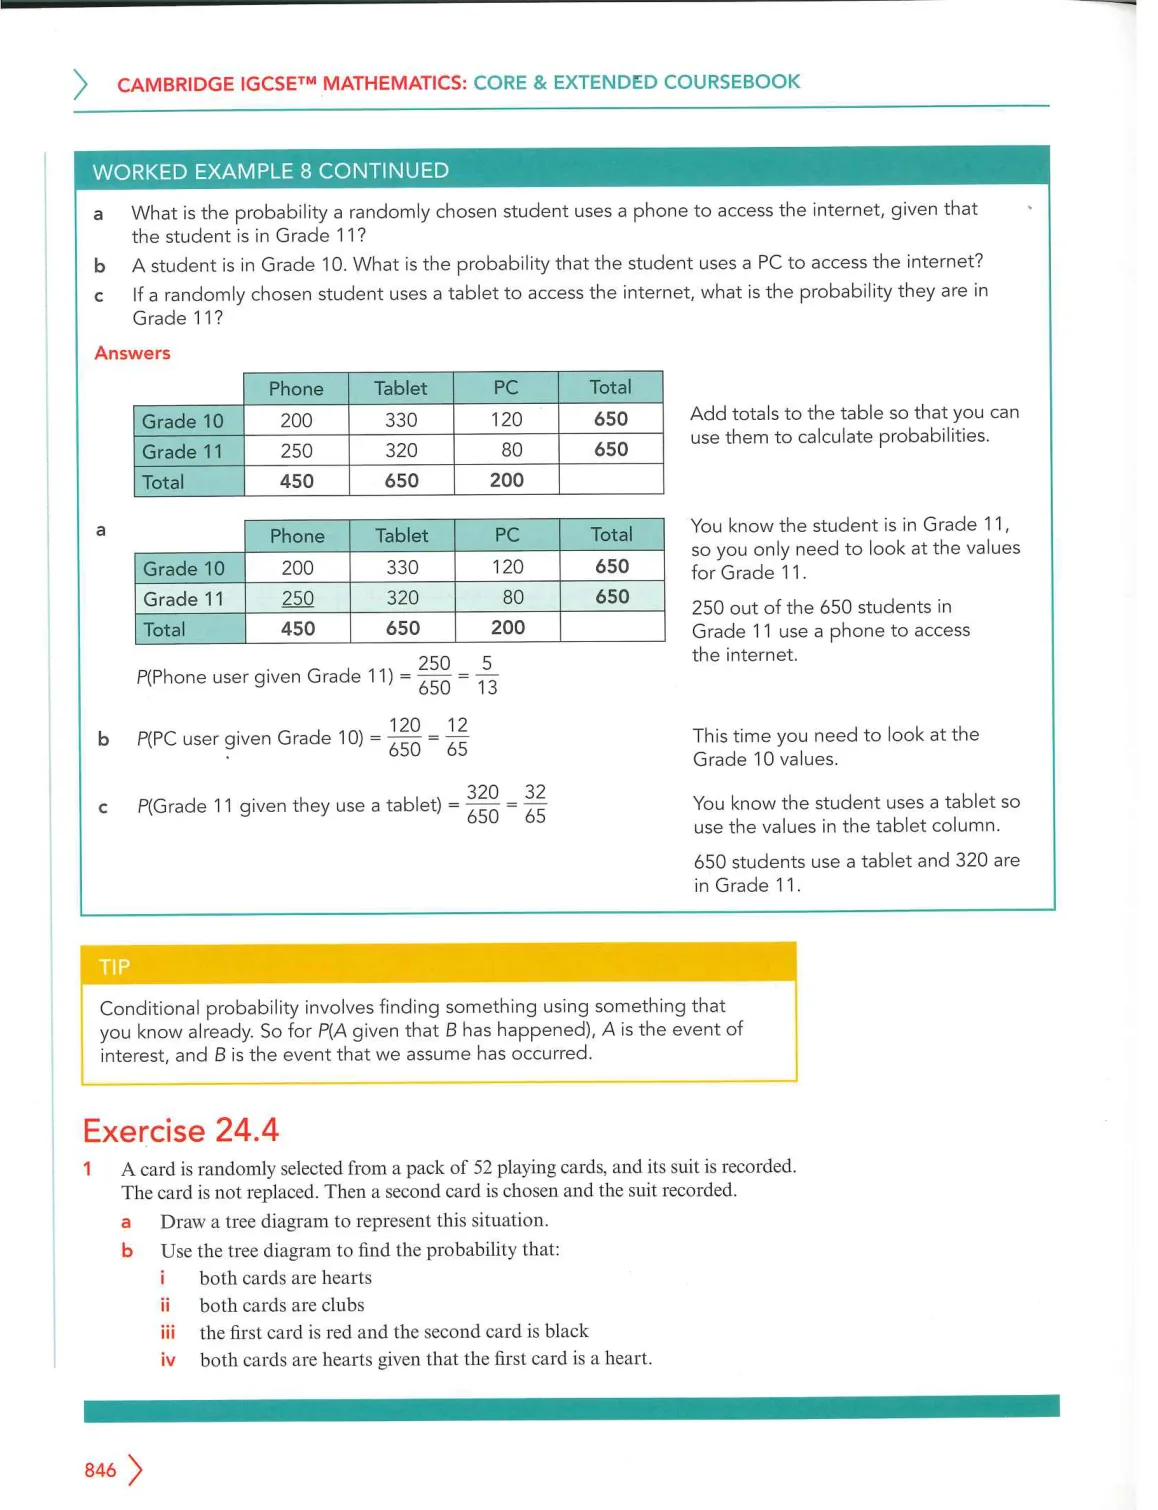 CAMBRIDGE IGCSE™ MATHEMATICS: CORE & EXTENDED COURSEBOOK
WORKED EXAMPLE 8 CONTINUED
a What is the probability a randomly chosen student uses a phone to access the internet, given that
the student is in Grade 11?
b A student is in Grade 10. What is the probability that the student uses a PC to access the internet?
c If a randomly chosen student uses a tablet to access the internet, what is the probability they are in
Grade 11?
Answers
Phone Tablet PC Total
Grade 10 200 330 120 650
Grade 11 250 320 80 650
Total 450 650 200
Add totals to the table so that you can
use them to calculate probabilities.
a
Phone Tablet PC Total
Grade 10 200 330 120 650
Grade 11 250 320 80 650
Total 450 650 200
You know the student is in Grade 11,
so you only need to look at the values
for Grade 11.
250 out of the 650 students in
Grade 11 use a phone to access
the internet.
P(Phone user given Grade 11) = 250/650 = 5/13
b P(PC user given Grade 10) = 120/650 = 12/65
This time you need to look at the
Grade 10 values.
c P(Grade 11 given they use a tablet) = 320/650 = 32/65
You know the student uses a tablet so
use the values in the tablet column.
650 students use a tablet and 320 are
in Grade 11.
TIP
Conditional probability involves finding something using something that
you know already. So for P(A given that B has happened), A is the event of
interest, and B is the event that we assume has occurred.
Exercise 24.4
1 A card is randomly selected from a pack of 52 playing cards, and its suit is recorded.
The card is not replaced. Then a second card is chosen and the suit recorded.
a Draw a tree diagram to represent this situation.
b Use the tree diagram to find the probability that:
i both cards are hearts
ii both cards are clubs
iii the first card is red and the second card is black
iv both cards are hearts given that the first card is a heart.
846